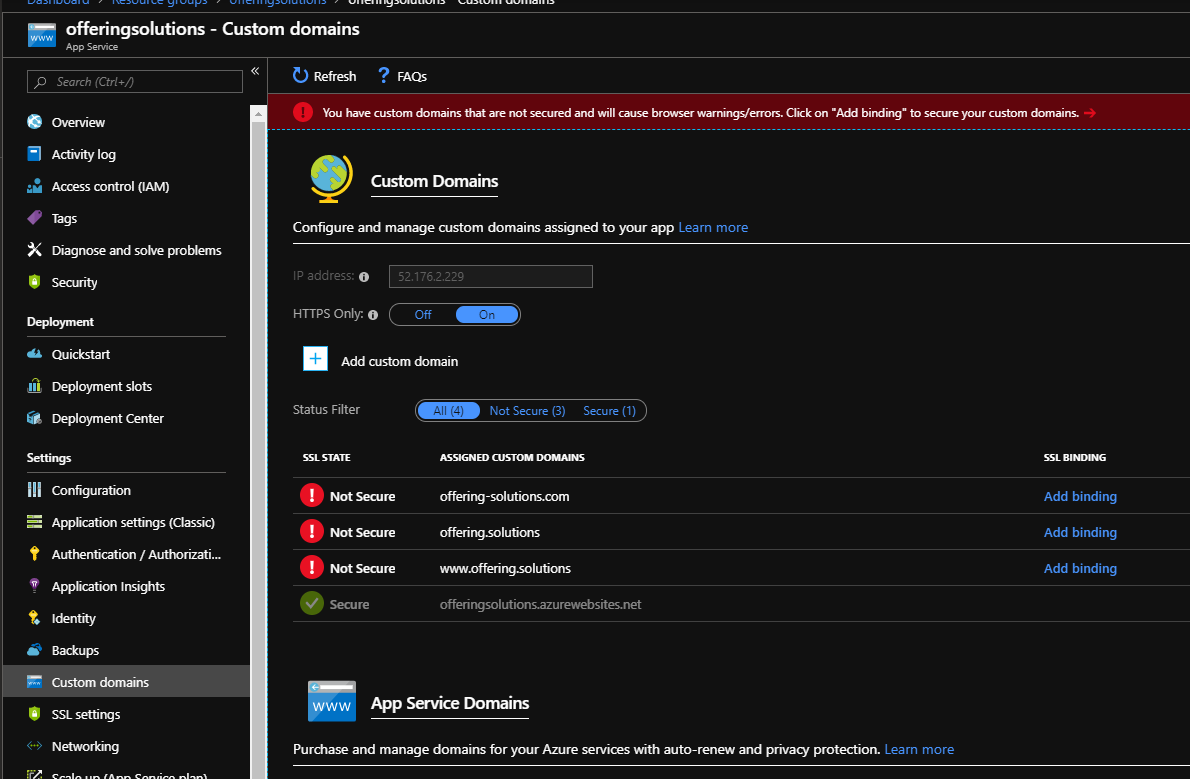 Dashboard > Resource groups > offeringsolutions > offeringsolutions - Custom domains
offeringsolutions - Custom domains
App Service
Search (Ctrl+/)
Overview
Activity log
Access control (IAM)
Tags
Diagnose and solve problems
Security
Deployment
Quickstart
Deployment slots
Deployment Center
Settings
Configuration
Application settings (Classic)
Authentication / Authorizati...
Application Insights
Identity
Backups
Custom domains
SSL settings
Networking
Scale up (App Service plan)
Refresh
FAQs
You have custom domains that are not secured and will cause browser warnings/errors. Click on "Add binding" to secure your custom domains.
Custom Domains
Configure and manage custom domains assigned to your app Learn more
IP address: 52.176.2.229
HTTPS Only: Off On
Add custom domain
Status Filter All (4) Not Secure (3) Secure (1)
SSL STATE ASSIGNED CUSTOM DOMAINS SSL BINDING
Not Secure offering-solutions.com Add binding
Not Secure offering.solutions Add binding
Not Secure www.offering.solutions Add binding
Secure offeringsolutions.azurewebsites.net
www
App Service Domains
Purchase and manage domains for your Azure services with auto-renew and privacy protection. Learn more